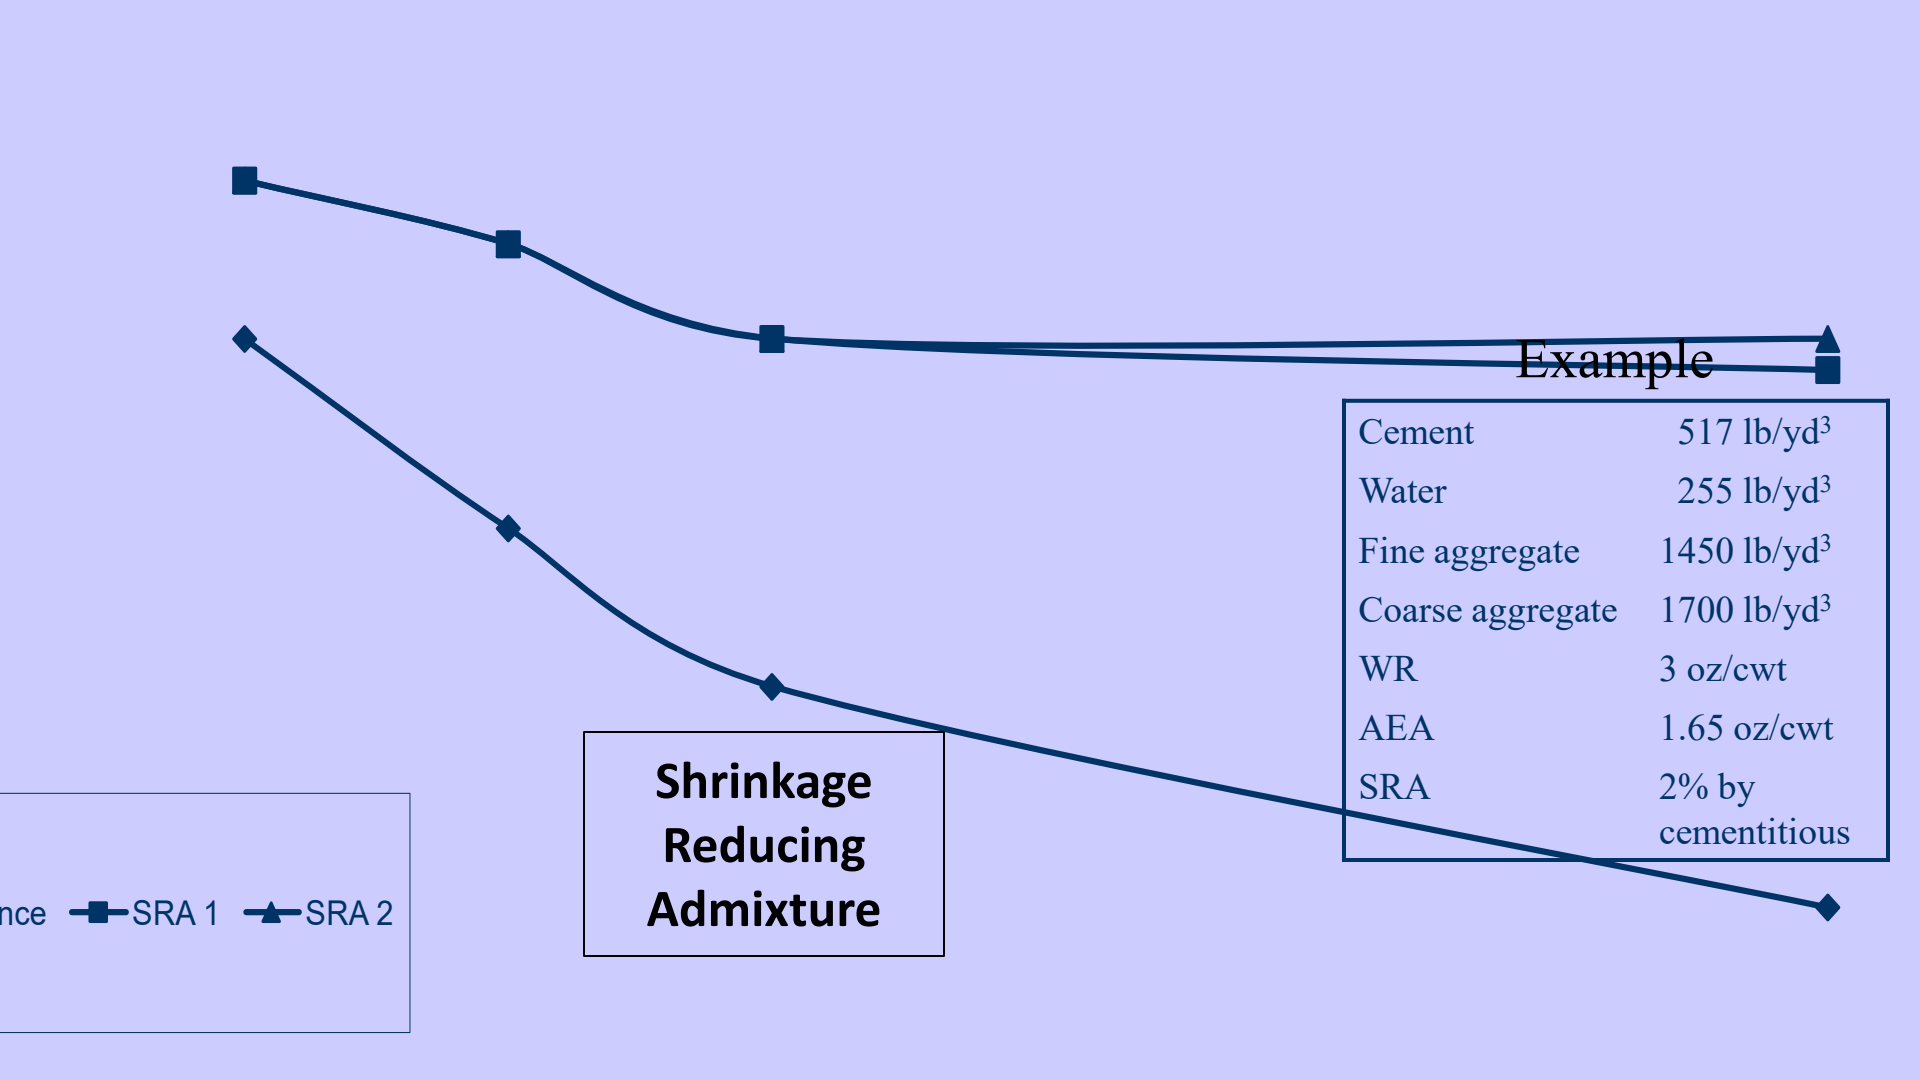 Example
Cement 517 lb/yd³
Water 255 lb/yd³
Fine aggregate 1450 lb/yd³
Coarse aggregate 1700 lb/yd³
WR 3 oz/cwt
AEA 1.65 oz/cwt
SRA 2% by
cementitious
Shrinkage
Reducing
Admixture
nce SRA 1 SRA 2